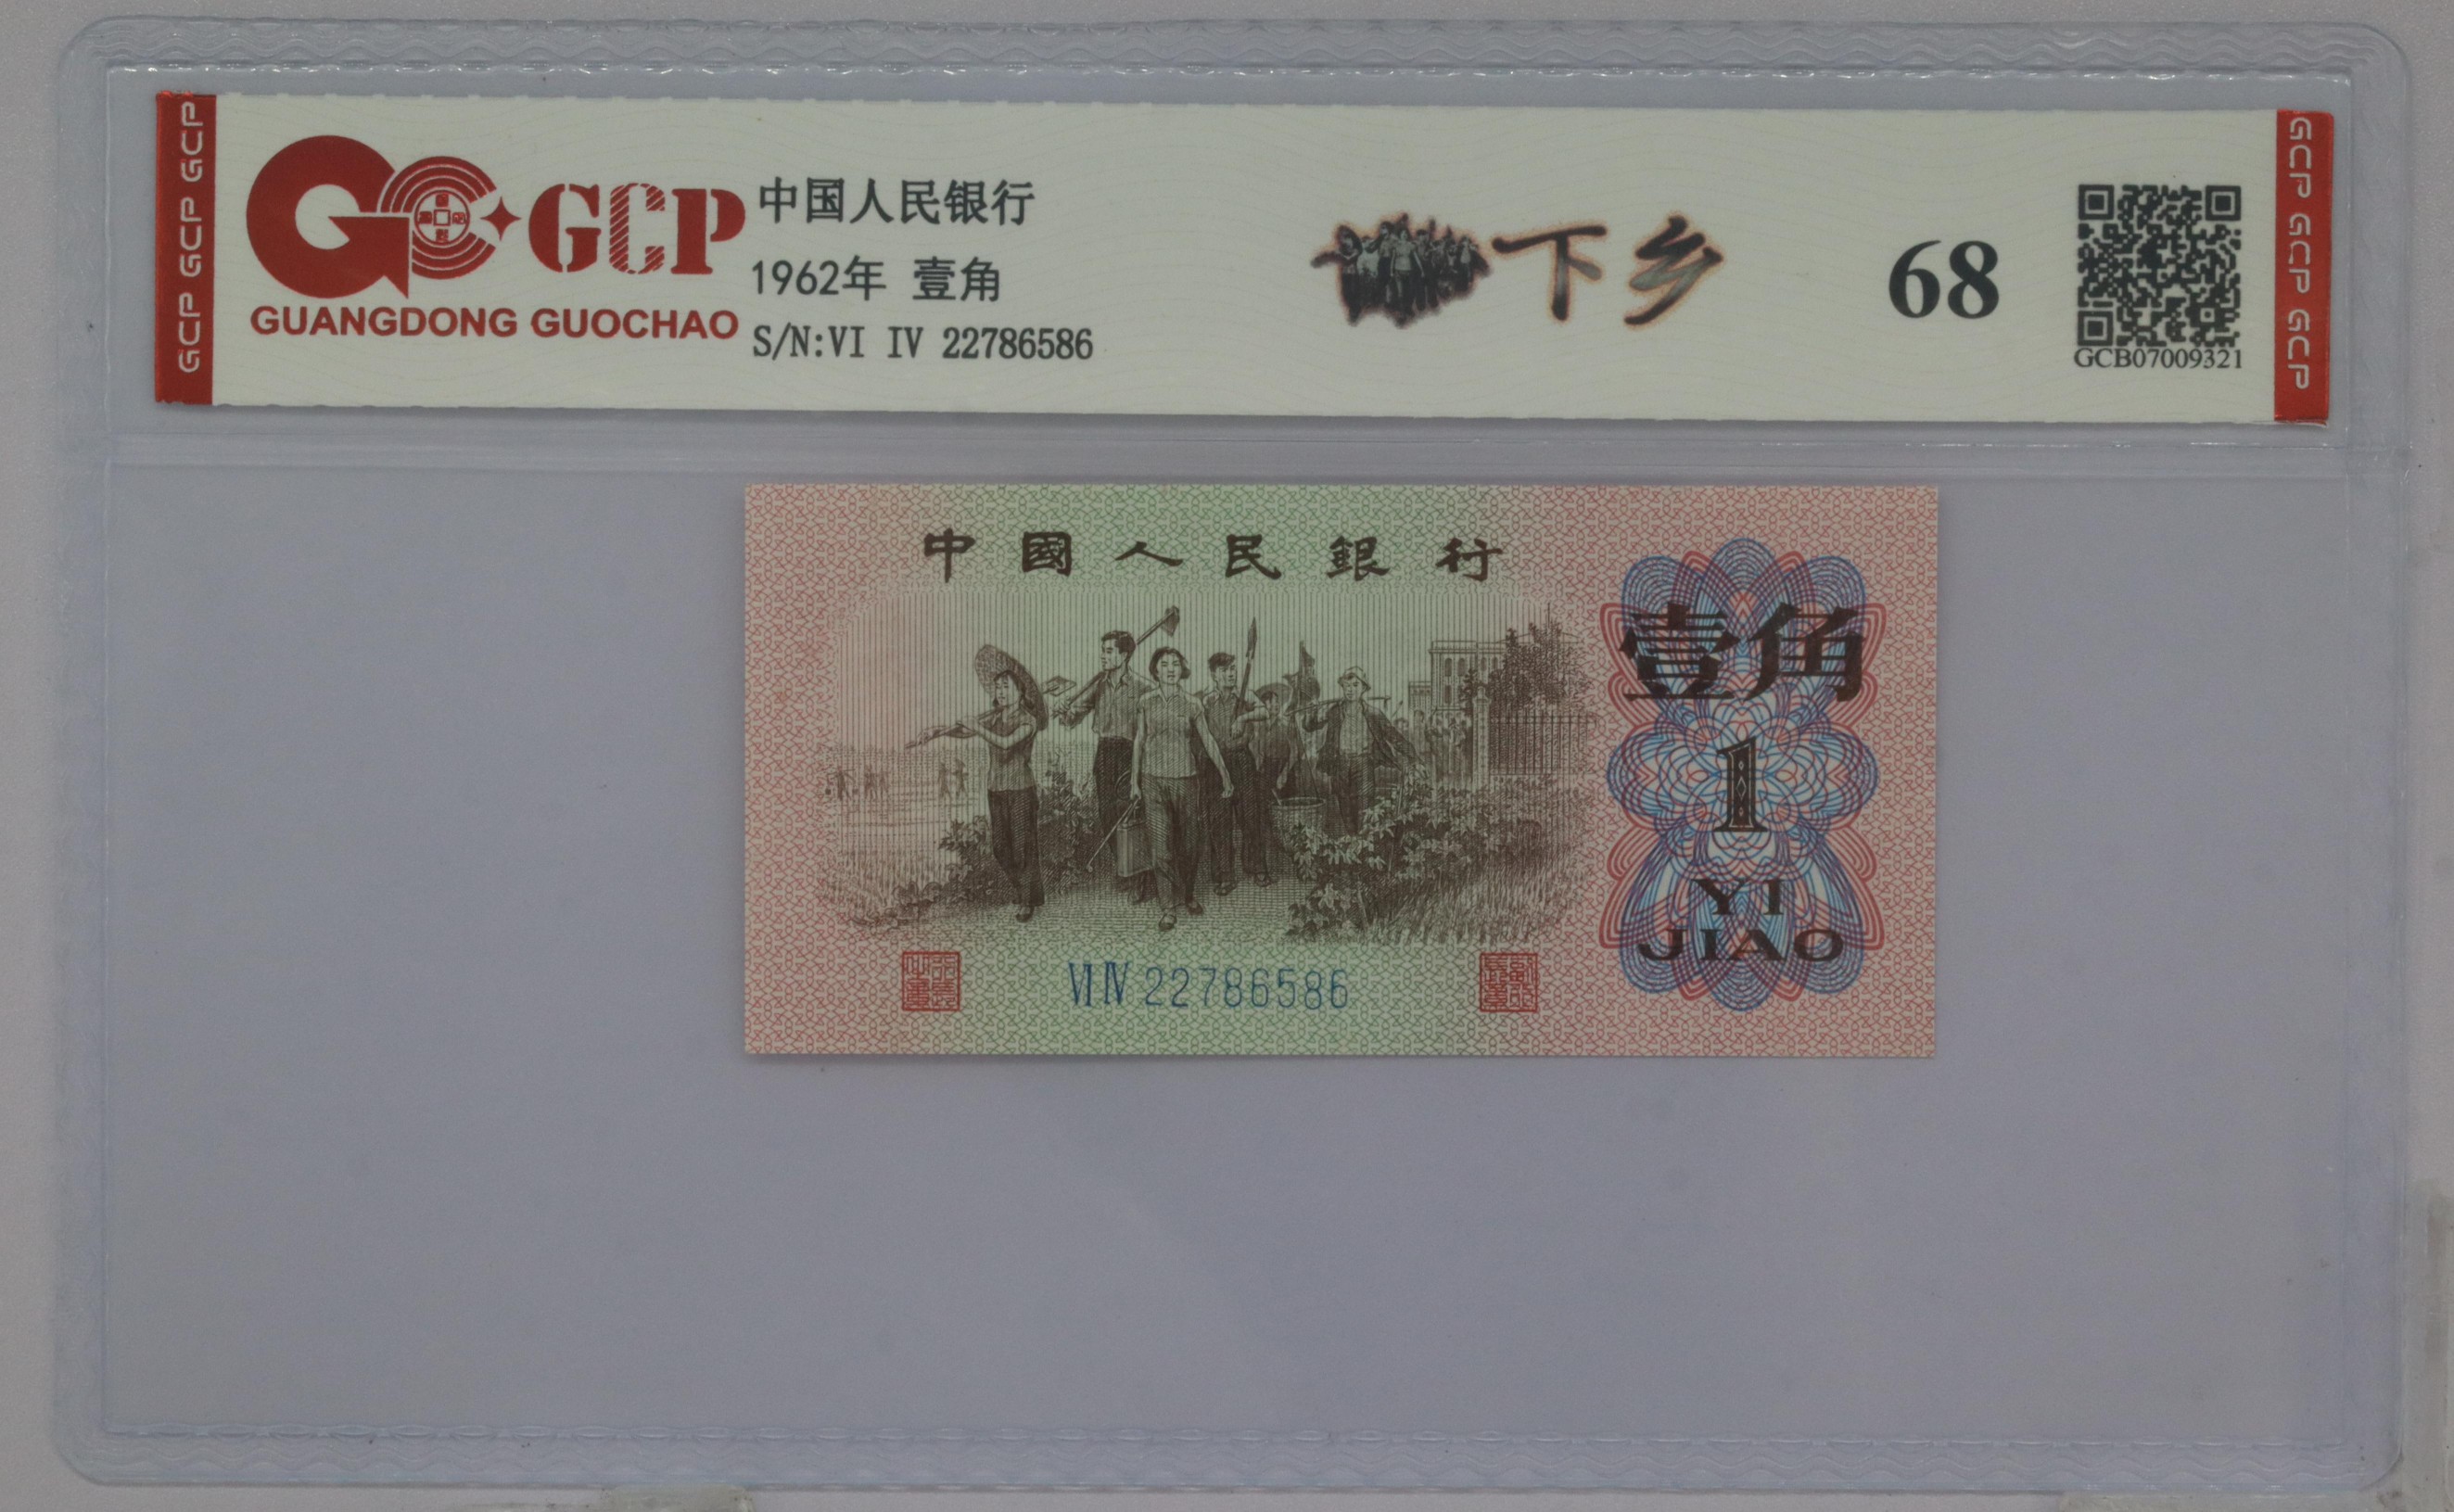 GCP GCP GCP
GCP
GUANGDONG GUOCHAO
中国人民银行
1962年 壹角
S/N:VI IV 22786586
下乡
68
GCB07009321
GCP GCP GCP
中國人民銀行
壹角
1
YI
JIAO
VI IV 22786586